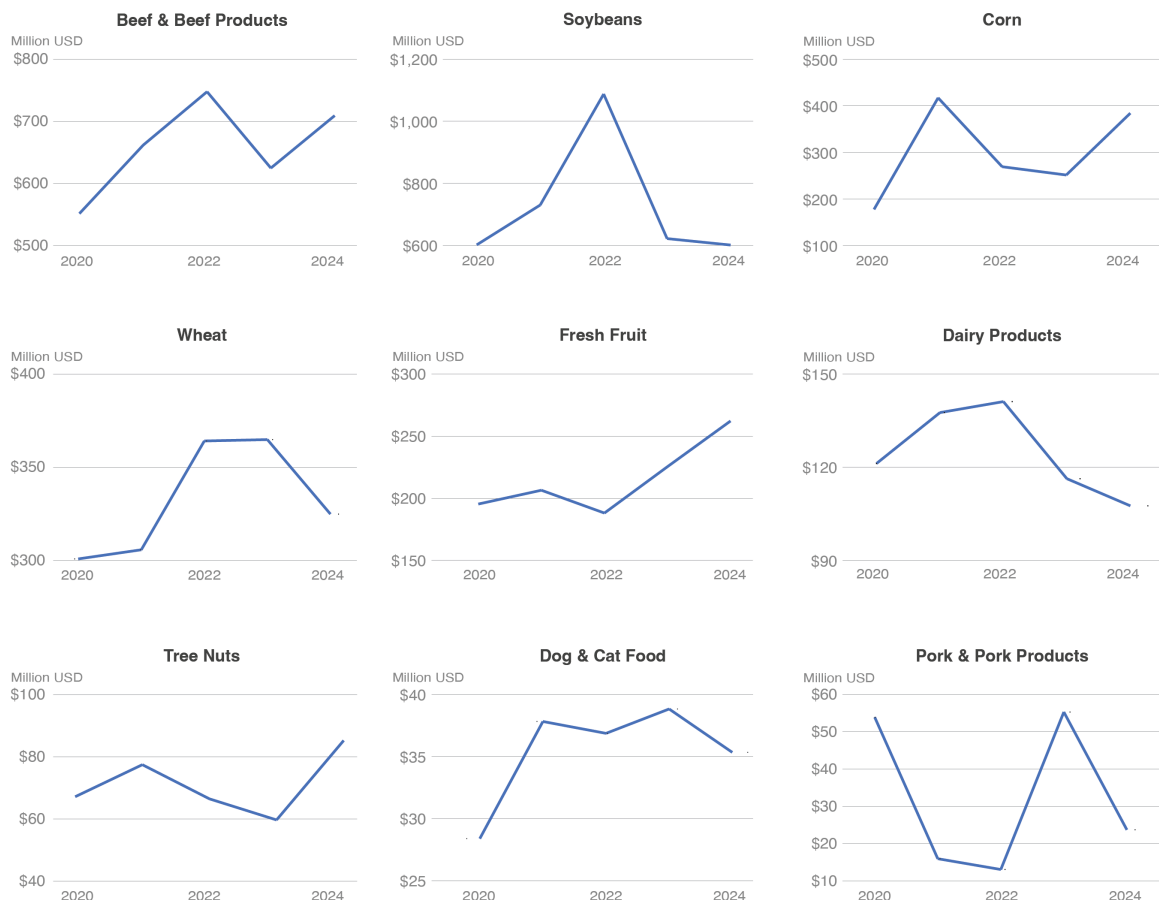 Beef & Beef Products
Million USD
$800
$700
$600
$500
2020 2022 2024
Soybeans
Million USD
$1,200
$1,000
$800
$600
2020 2022 2024
Corn
Million USD
$500
$400
$300
$200
$100
2020 2022 2024
Wheat
Million USD
$400
$350
$300
2020 2022 2024
Fresh Fruit
Million USD
$300
$250
$200
$150
2020 2022 2024
Dairy Products
Million USD
$150
$120
$90
2020 2022 2024
Tree Nuts
Million USD
$100
$80
$60
$40
2020 2022 2024
Dog & Cat Food
Million USD
$40
$35
$30
$25
2020 2022 2024
Pork & Pork Products
Million USD
$60
$50
$40
$30
$20
$10
2020 2022 2024